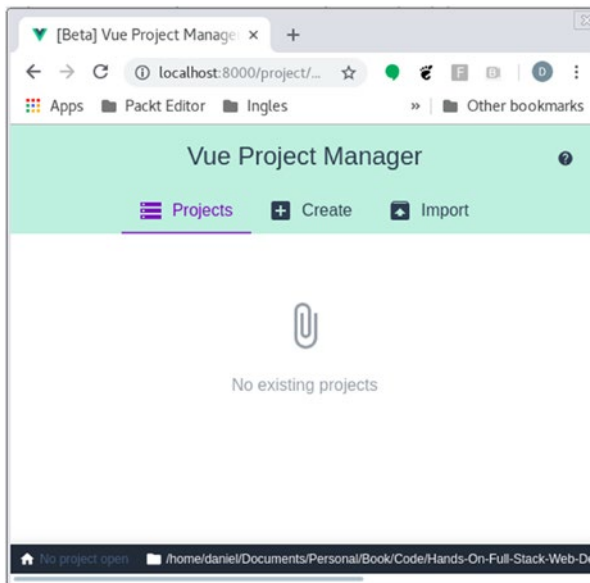 [Beta] Vue Project Manage
localhost:8000/project/...
Apps Packt Editor Ingles » Other bookmarks
Vue Project Manager
Projects Create Import
No existing projects
No project open /home/daniel/Documents/Personal/Book/Code/Hands-On-Full-Stack-Web-De